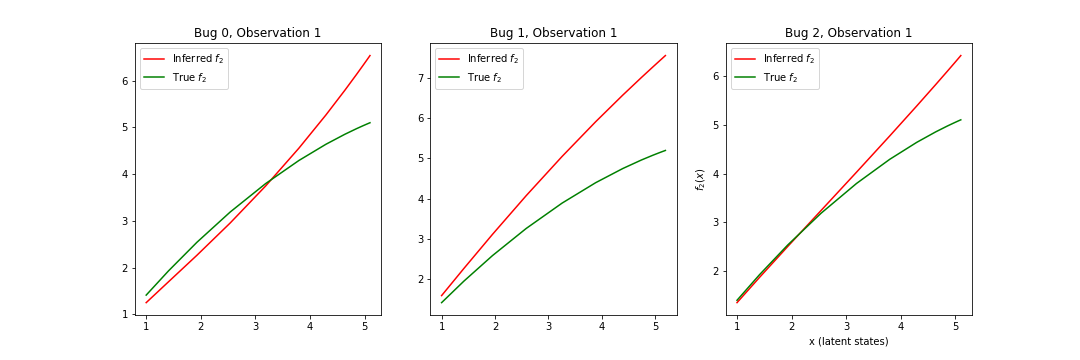 Bug 0, Observation 1
Inferred f₂
True f₂
6
5
4
3
2
1
1 2 3 4 5
Bug 1, Observation 1
Inferred f₂
True f₂
7
6
5
4
3
2
1 2 3 4 5
Bug 2, Observation 1
Inferred f₂
True f₂
f₂(x)
6
5
4
3
2
1 2 3 4 5
x (latent states)